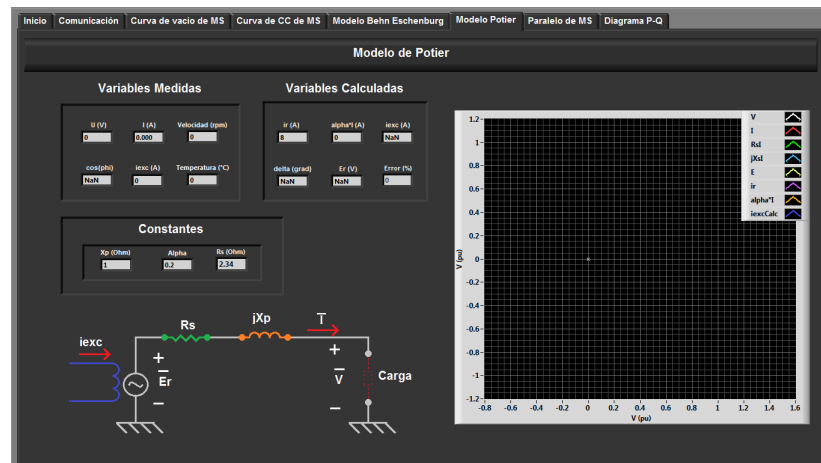 Inicio Comunicación Curva de vacio de MS Curva de CC de MS Modelo Behn Eschenburg Modelo Potier Paralelo de MS Diagrama P-Q
Modelo de Potier
Variables Medidas
U (V) I (A) Velocidad (rpm)
0 0.000 0
cos(phi) iexc (A) Temperatura (°C)
NaN 0 0
Variables Calculadas
ir (A) alpha*I (A) iexc (A)
8 0 NaN
delta (grad) Er (V) Error (%)
NaN NaN 0
Constantes
Xp (Ohm) Alpha Rs (Ohm)
1 0.2 2.34
iexc
Rs
jXp
I
+
Er
−
+
V
−
Carga
V
I
RsI
jXsI
E
ir
alpha*I
iexcCalc
V (pu)
1.2
1
0.8
0.6
0.4
0.2
0
-0.2
-0.4
-0.6
-0.8
-1
-1.2
-0.8 -0.6 -0.4 -0.2 0 0.2 0.4 0.6 0.8 1 1.2 1.4 1.6
V (pu)